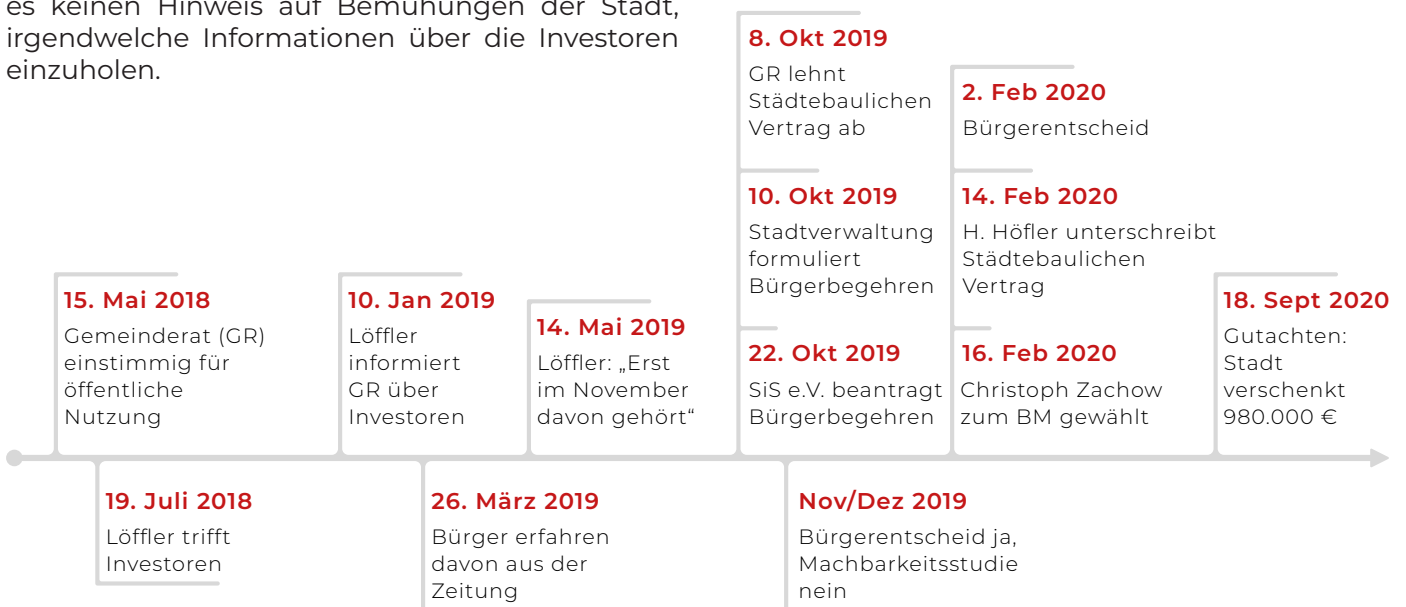 es keinen Hinweis auf Bemühungen der Stadt,
irgendwelche Informationen über die Investoren
einzuholen.
15. Mai 2018
Gemeinderat (GR)
einstimmig für
öffentliche
Nutzung
19. Juli 2018
Löffler trifft
Investoren
10. Jan 2019
Löffler
informiert
GR über
Investoren
26. März 2019
Bürger erfahren
davon aus der
Zeitung
14. Mai 2019
Löffler: „Erst
im November
davon gehört“
8. Okt 2019
GR lehnt
Städtebaulichen
Vertrag ab
10. Okt 2019
Stadtverwaltung
formuliert
Bürgerbegehren
22. Okt 2019
SiS e.V. beantragt
Bürgerbegehren
Nov/Dez 2019
Bürgerentscheid ja,
Machbarkeitsstudie
nein
2. Feb 2020
Bürgerentscheid
14. Feb 2020
H. Höfler unterschreibt
Städtebaulichen
Vertrag
16. Feb 2020
Christoph Zachow
zum BM gewählt
18. Sept 2020
Gutachten:
Stadt
verschenkt
980.000 €